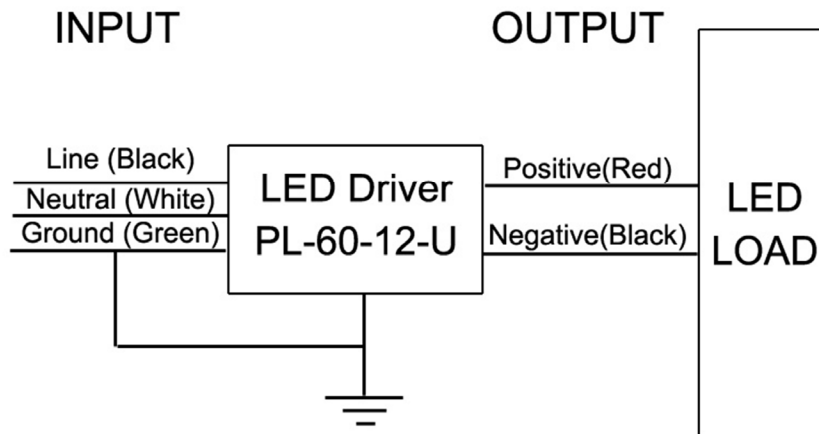 INPUT
OUTPUT
Line (Black)
Neutral (White)
Ground (Green)
LED Driver
PL-60-12-U
Positive(Red)
Negative(Black)
LED
LOAD